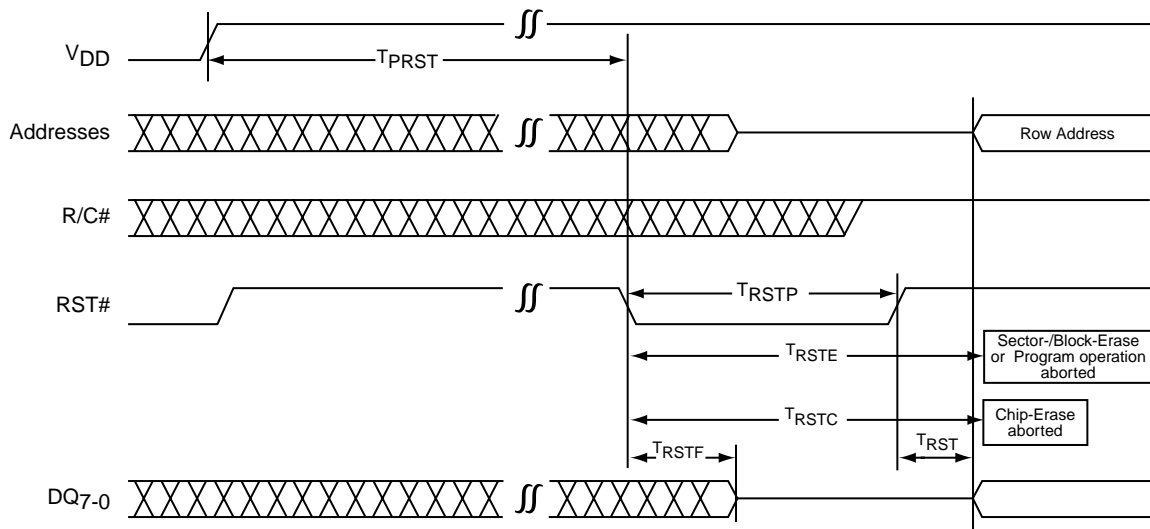 VDD
TPRST
Addresses
Row Address
R/C#
RST#
TRSTP
TRSTE
Sector-/Block-Erase
or Program operation
aborted
TRSTC
Chip-Erase
aborted
TRSTF
TRST
DQ7-0